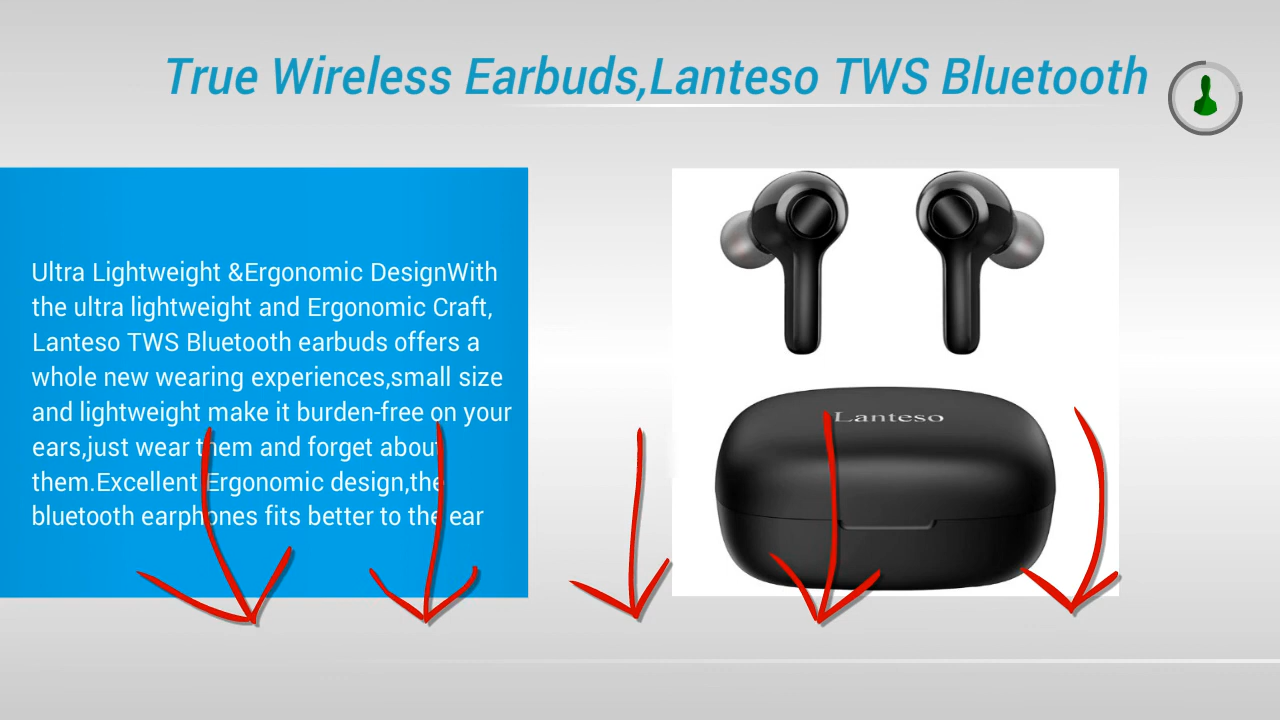 True Wireless Earbuds,Lanteso TWS Bluetooth
Ultra Lightweight &Ergonomic DesignWith
the ultra lightweight and Ergonomic Craft,
Lanteso TWS Bluetooth earbuds offers a
whole new wearing experiences,small size
and lightweight make it burden-free on your
ears,just wear them and forget about
them.Excellent Ergonomic design,the
bluetooth earphones fits better to the ear
Lanteso